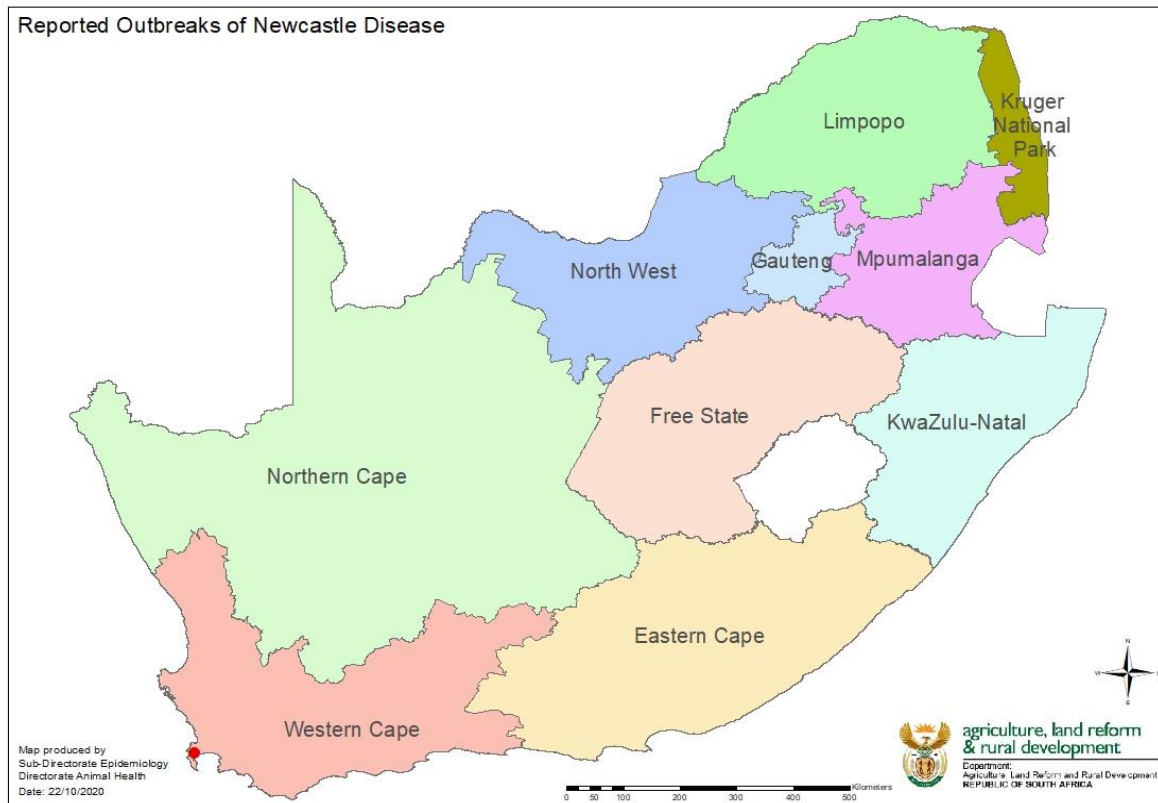 Reported Outbreaks of Newcastle Disease
Limpopo
Kruger
National
Park
North West
Gauteng
Mpumalanga
Free State
KwaZulu-Natal
Northern Cape
Eastern Cape
Western Cape
N
W
S
Map produced by
Sub-Directorate Epidemiology
Directorate Animal Health
Date: 22/10/2020
Kilometers
0 50 100 200 300 400 500
agriculture, land reform
& rural development
Department:
Agriculture, Land Reform and Rural Development
REPUBLIC OF SOUTH AFRICA